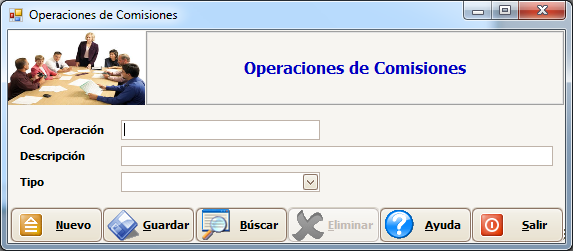 Operaciones de Comisiones
Operaciones de Comisiones
Cod. Operación
Descripción
Tipo
Nuevo Guardar Búscar Eliminar Ayuda Salir